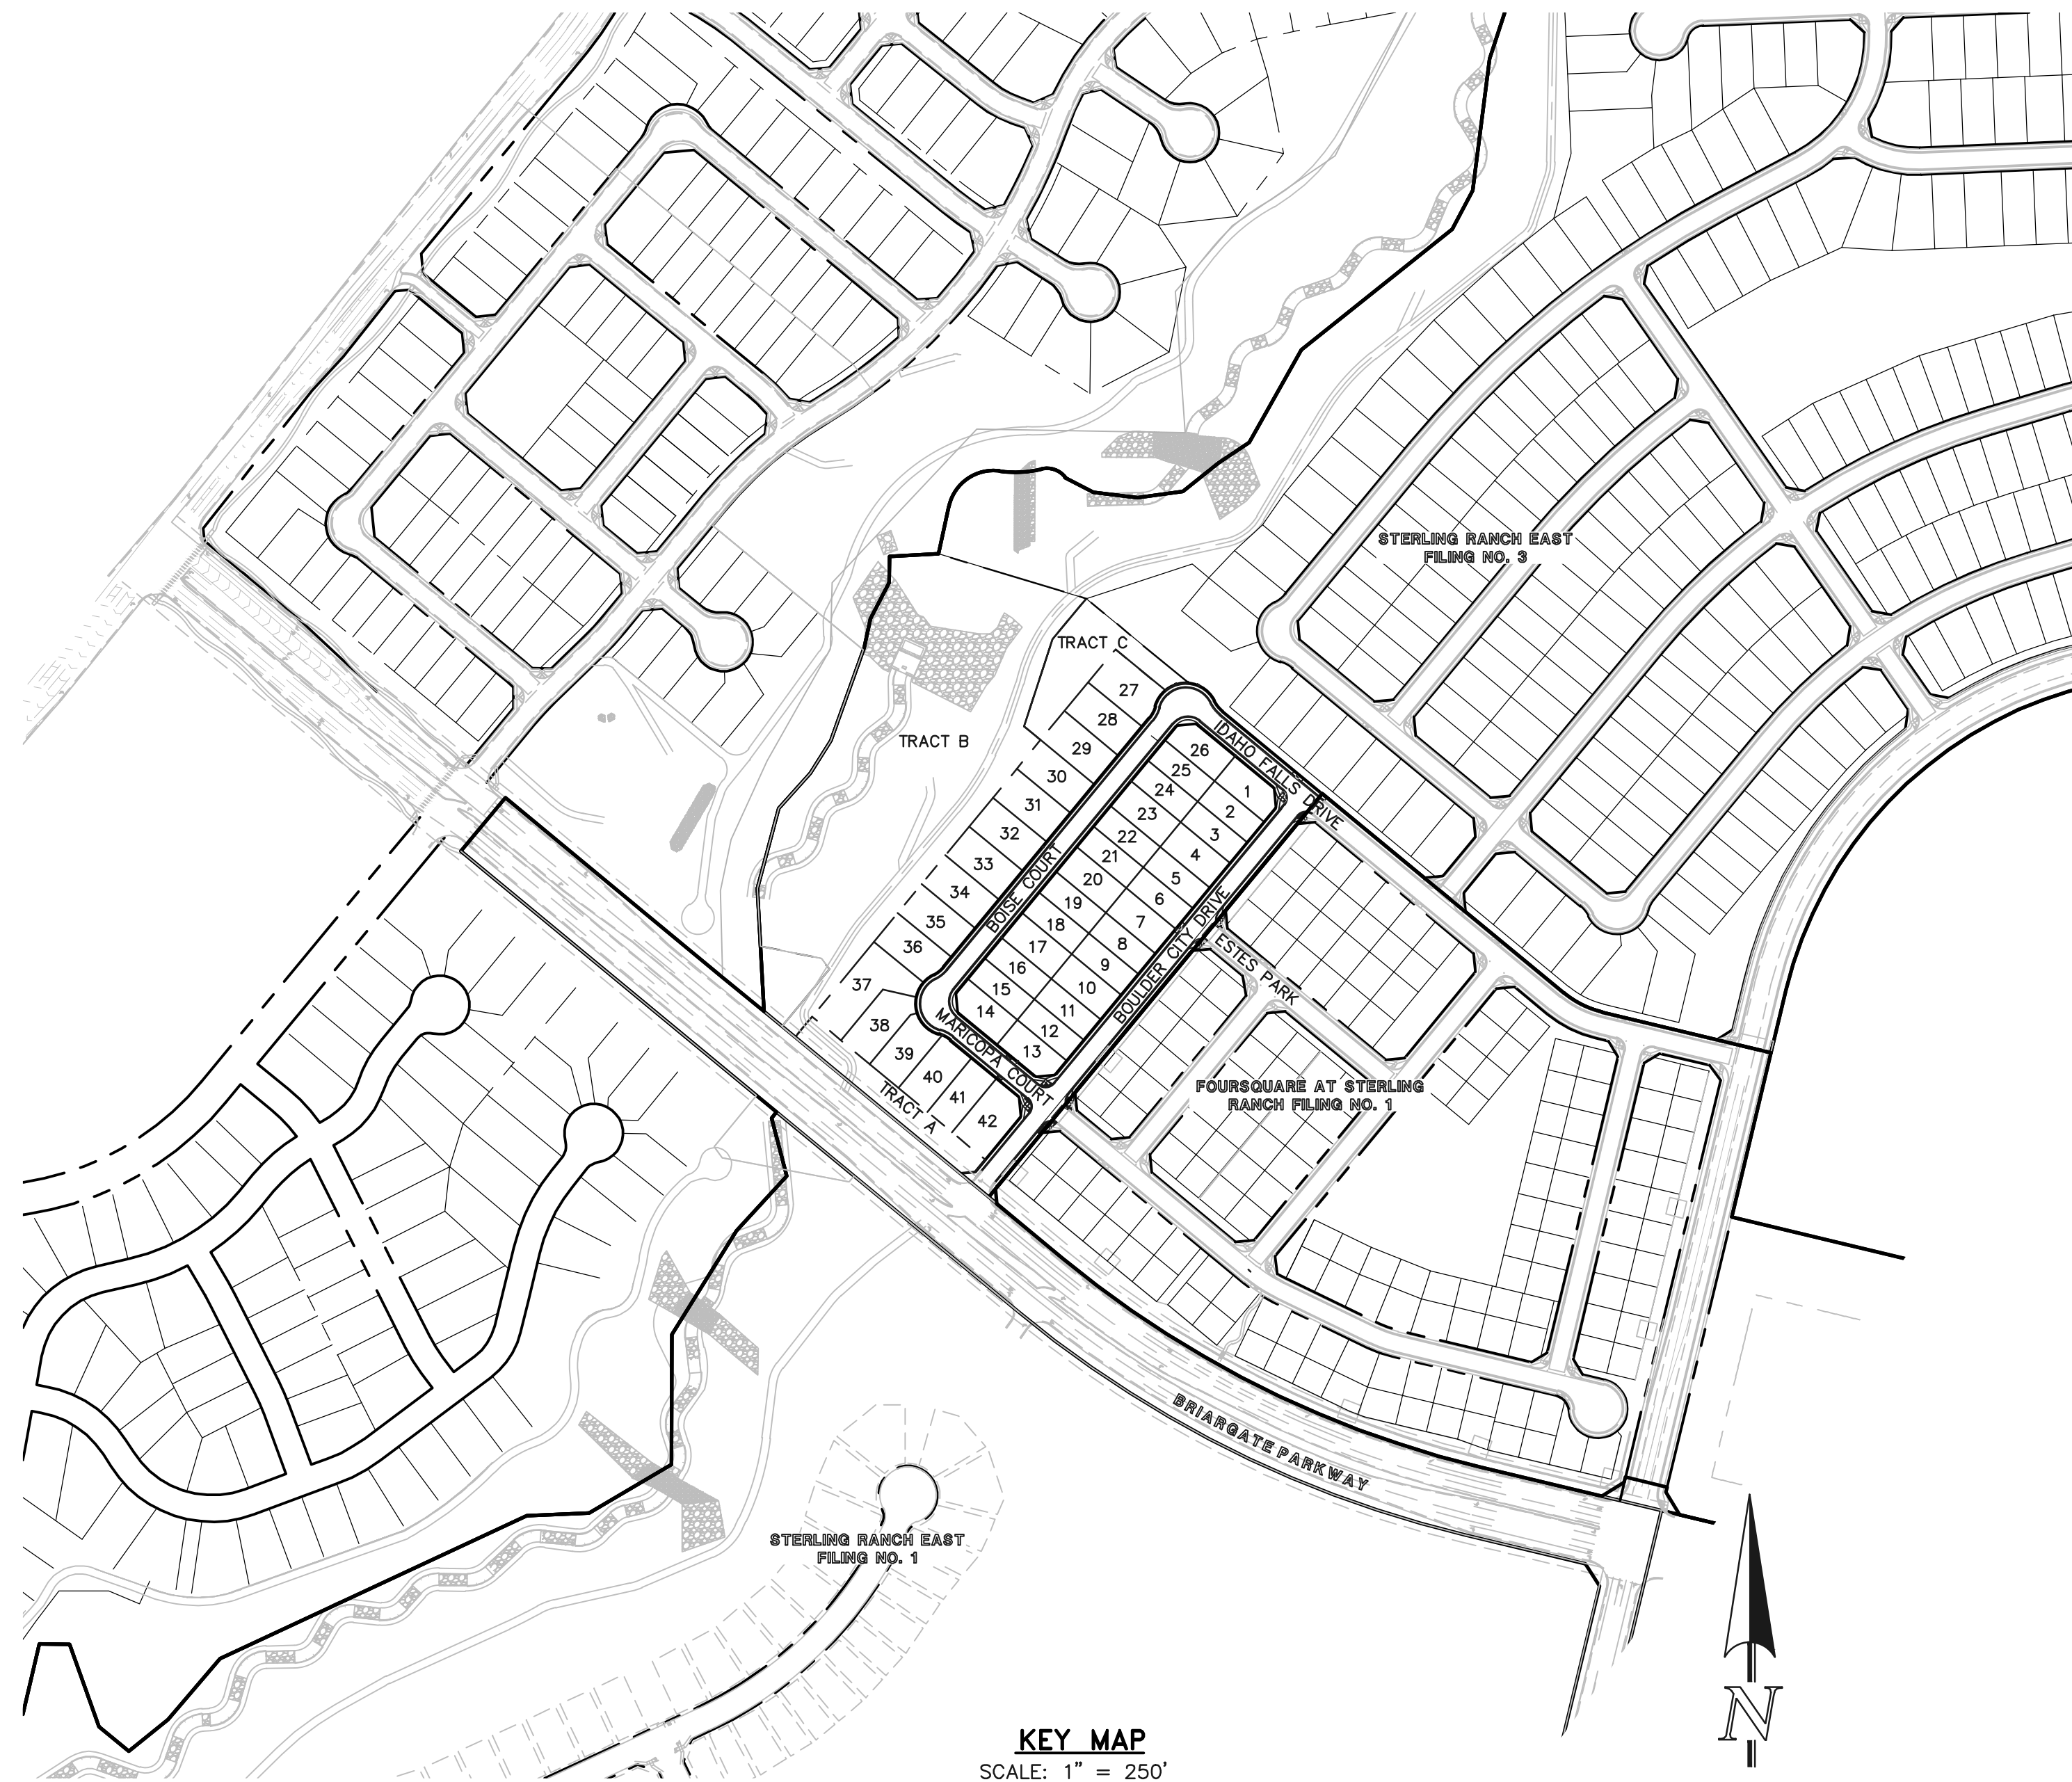 STERLING RANCH EAST
FILING NO. 3
TRACT C
27
28
29
30
31
32
33
34
35
36
37
38
39
40
41
42
TRACT B
IDAHO FALLS DRIVE
26
25
24
23
22
21
20
19
18
17
16
15
14
1
2
3
4
5
6
7
8
9
10
11
12
13
BOISE COURT
BOULDER CITY DRIVE
ESTES PARK
MARICOPA COURT
TRACT A
FOURSQUARE AT STERLING
RANCH FILING NO. 1
BRIARGATE PARKWAY
STERLING RANCH EAST
FILING NO. 1
N
KEY MAP
SCALE: 1" = 250'